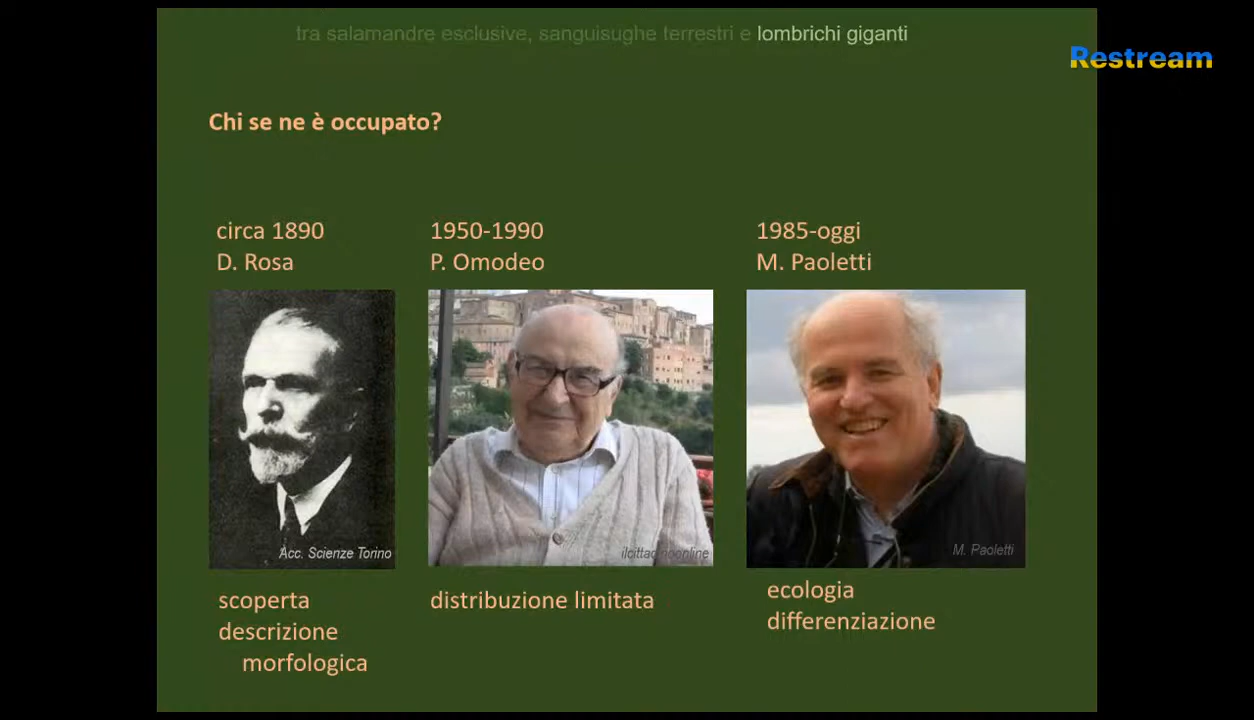 tra salamandre esclusive, sanguisughe terrestri e lombrichi giganti
Restream
Chi se ne è occupato?
circa 1890
D. Rosa
1950-1990
P. Omodeo
1985-oggi
M. Paoletti
Acc. Scienze Torino
ilcittadinoonline
M. Paoletti
scoperta
descrizione
morfologica
distribuzione limitata
ecologia
differenziazione